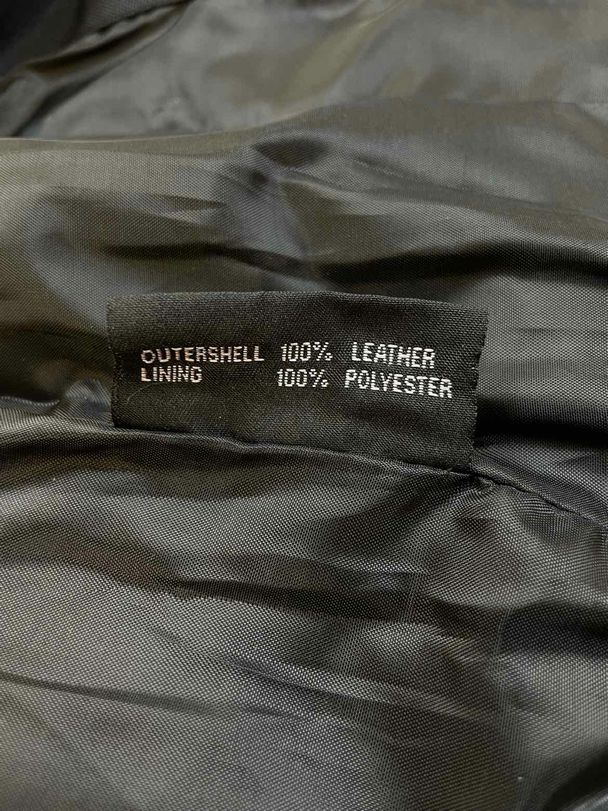 OUTERSHELL 100% LEATHER
LINING 100% POLYESTER